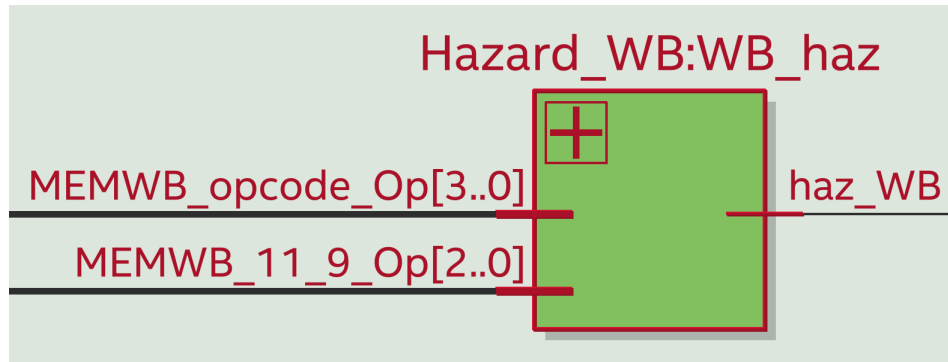 Hazard_WB:WB_haz
MEMWB_opcode_Op[3..0]
haz_WB
MEMWB_11_9_Op[2..0]